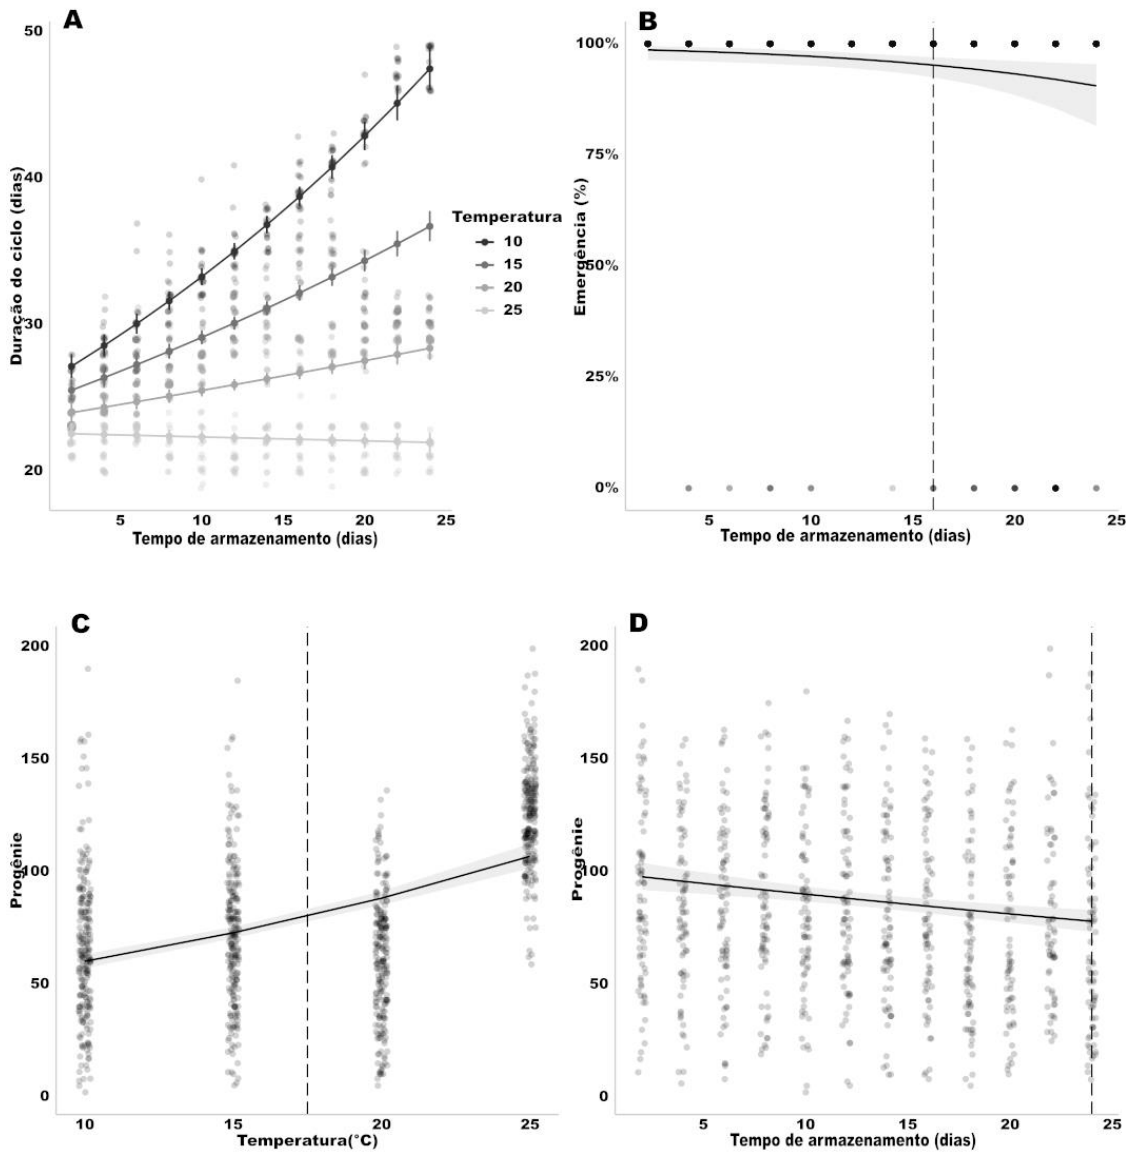 A
50
40
30
20
Duração do ciclo (dias)
5 10 15 20 25
Tempo de armazenamento (dias)
Temperatura
10
15
20
25
B
100%
75%
50%
25%
0%
Emergência (%)
5 10 15 20 25
Tempo de armazenamento (dias)
C
200
150
100
50
0
Progênie
10 15 20 25
Temperatura(°C)
D
200
150
100
50
0
Progênie
5 10 15 20 25
Tempo de armazenamento (dias)